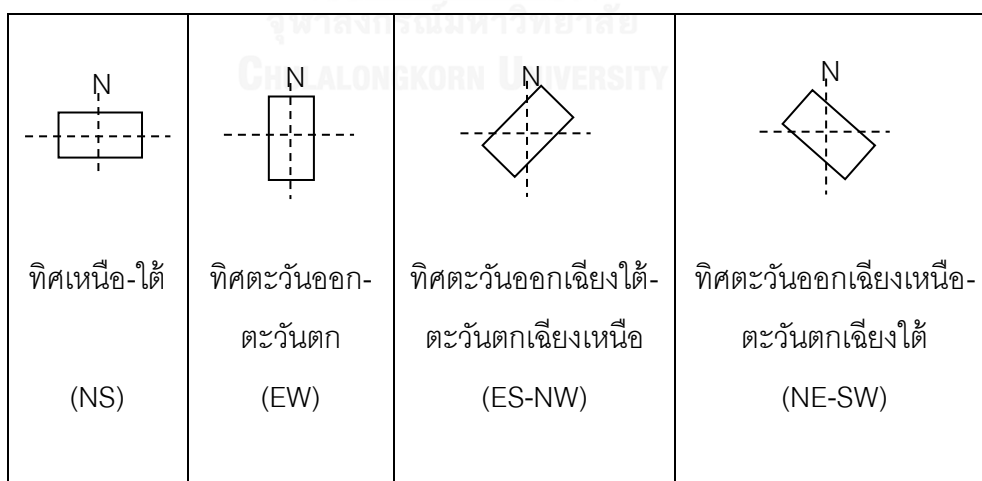 จุฬาลงกรณ์มหาวิทยาลัย
CHULALONGKORN UNIVERSITY
N
N
N
N
ทิศเหนือ-ใต้
(NS)
ทิศตะวันออก-
ตะวันตก
(EW)
ทิศตะวันออกเฉียงใต้-
ตะวันตกเฉียงเหนือ
(ES-NW)
ทิศตะวันออกเฉียงเหนือ-
ตะวันตกเฉียงใต้
(NE-SW)